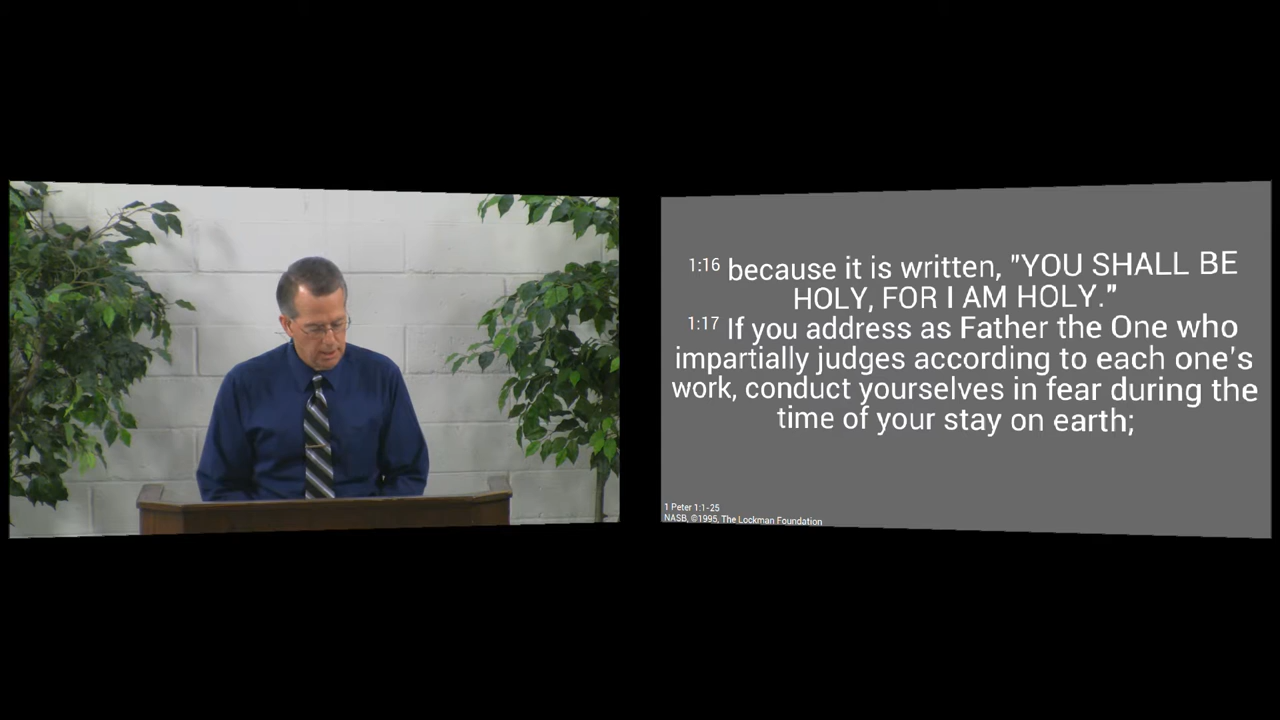 1:16 because it is written, "YOU SHALL BE
HOLY, FOR I AM HOLY."
1:17 If you address as Father the One who
impartially judges according to each one's
work, conduct yourselves in fear during the
time of your stay on earth;
1 Peter 1:1-25
NASB, ©1995, The Lockman Foundation